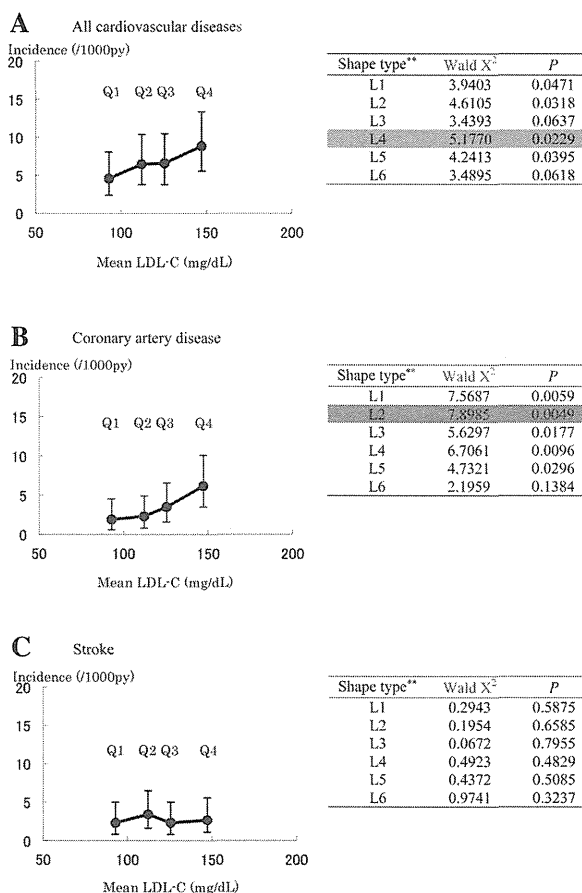 A All cardiovascular diseases
Incidence (/1000py)
20
15
10
5
0
Q1 Q2 Q3 Q4
50 100 150 200
Mean LDL-C (mg/dL)
Shape type** Wald X² P
L1 3.9403 0.0471
L2 4.6105 0.0318
L3 3.4393 0.0637
L4 5.1770 0.0229
L5 4.2413 0.0395
L6 3.4895 0.0618
B Coronary artery disease
Incidence (/1000py)
20
15
10
5
0
Q1 Q2 Q3 Q4
50 100 150 200
Mean LDL-C (mg/dL)
Shape type** Wald X² P
L1 7.5687 0.0059
L2 7.8985 0.0049
L3 5.6297 0.0177
L4 6.7061 0.0096
L5 4.7321 0.0296
L6 2.1959 0.1384
C Stroke
Incidence (/1000py)
20
15
10
5
0
Q1 Q2 Q3 Q4
50 100 150 200
Mean LDL-C (mg/dL)
Shape type** Wald X² P
L1 0.2943 0.5875
L2 0.1954 0.6585
L3 0.0672 0.7955
L4 0.4923 0.4829
L5 0.4372 0.5085
L6 0.9741 0.3237